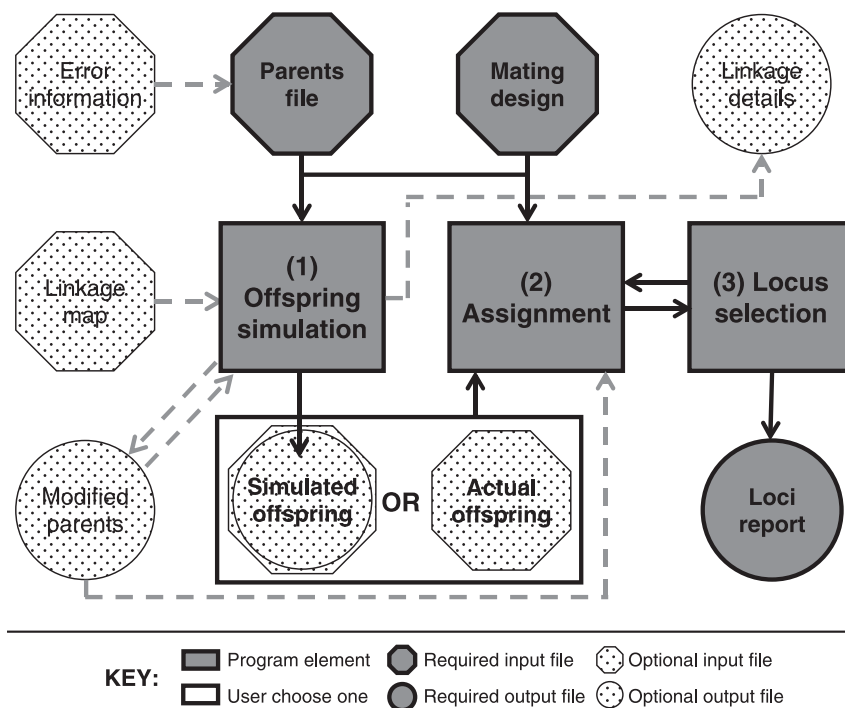 Error
information
Parents
file
Mating
design
Linkage
details
Linkage
map
(1)
Offspring
simulation
(2)
Assignment
(3) Locus
selection
Modified
parents
Simulated
offspring
OR
Actual
offspring
Loci
report
KEY:
Program element
Required input file
Optional input file
User choose one
Required output file
Optional output file